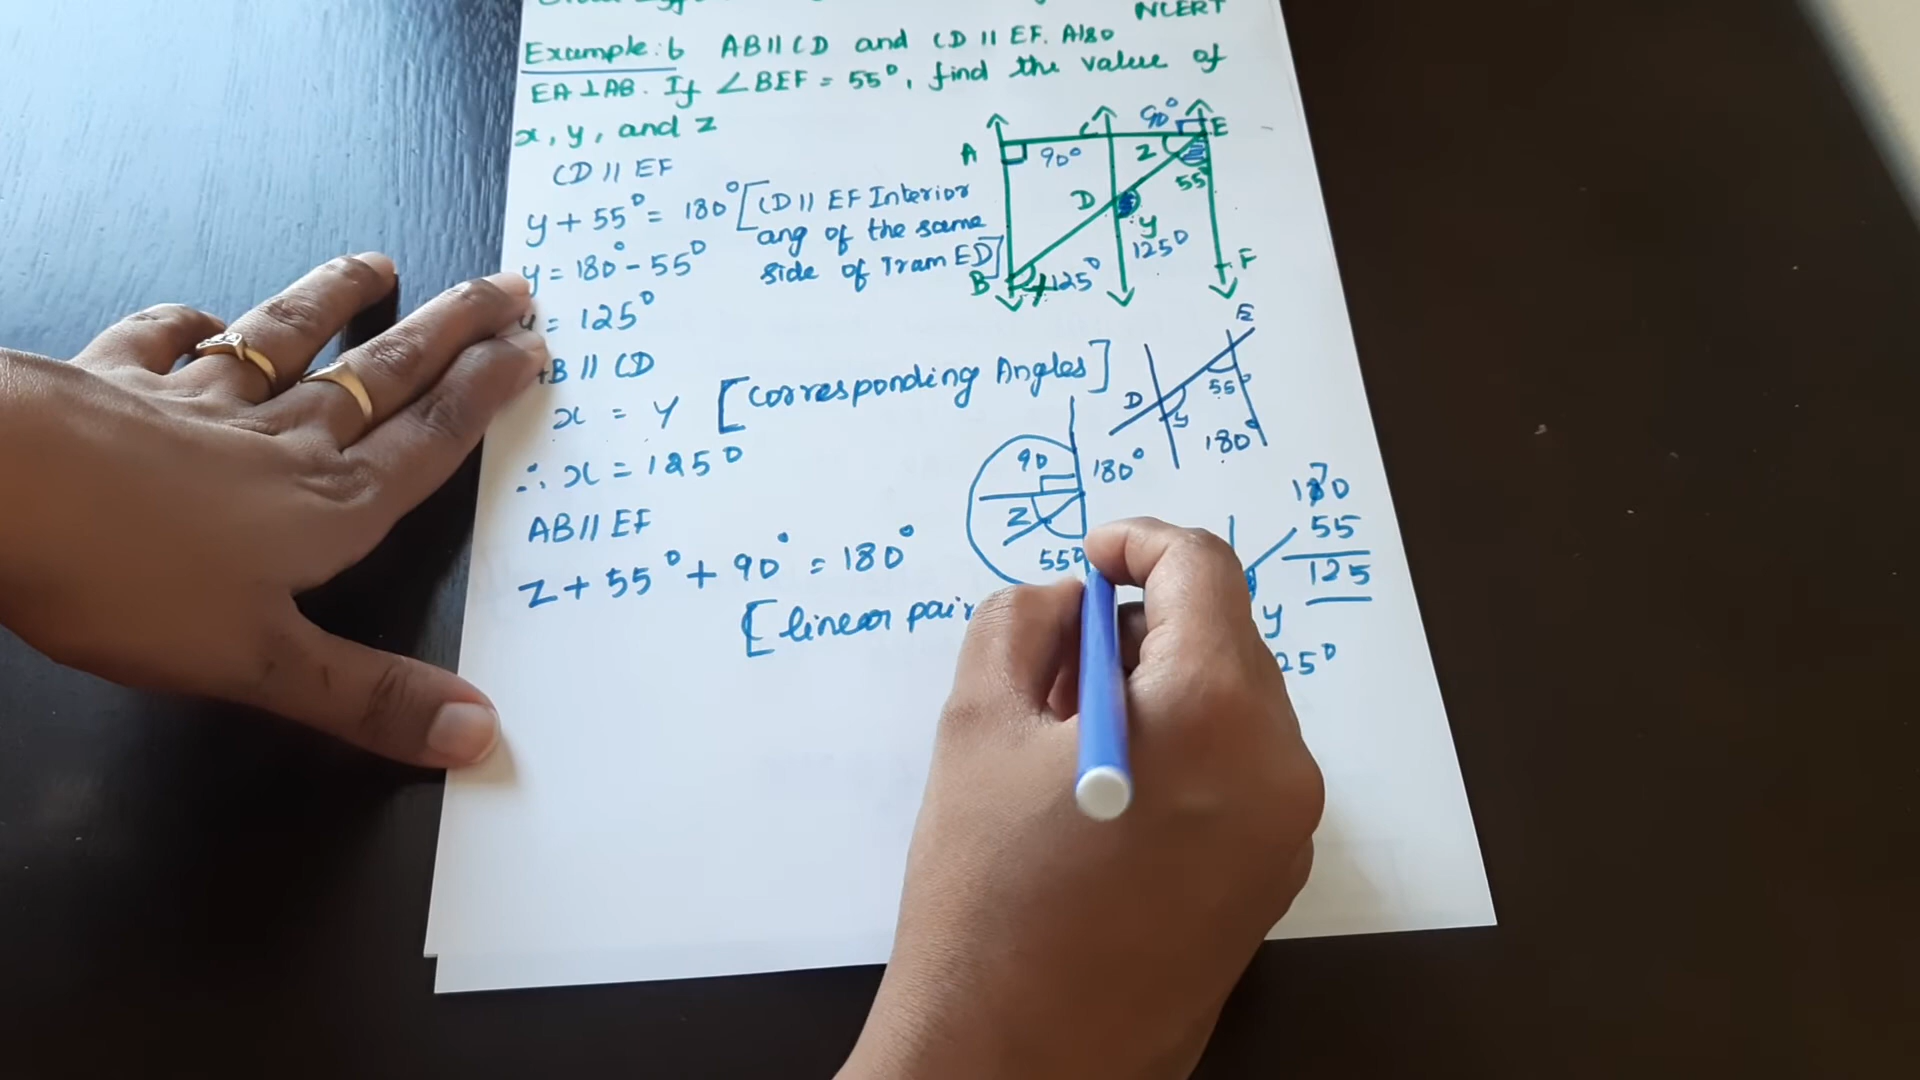 NCERT
Example: 6 AB ∥ CD and CD ∥ EF. Also
EA ⊥ AB. If ∠BEF = 55°, find the value of
x, y, and z
CD ∥ EF
y + 55° = 180° [CD ∥ EF Interior
ang of the same
side of Tram ED]
y = 180° - 55°
y = 125°
AB ∥ CD
x = y [Corresponding Angles]
∴ x = 125°
AB ∥ EF
z + 55° + 90° = 180°
[linear pair
A
90°
C
90°
E
z
55°
D
y
125°
B
125°
F
E
D
55°
y
180°
90
180°
z
55°
7
180
55
125
y
25°